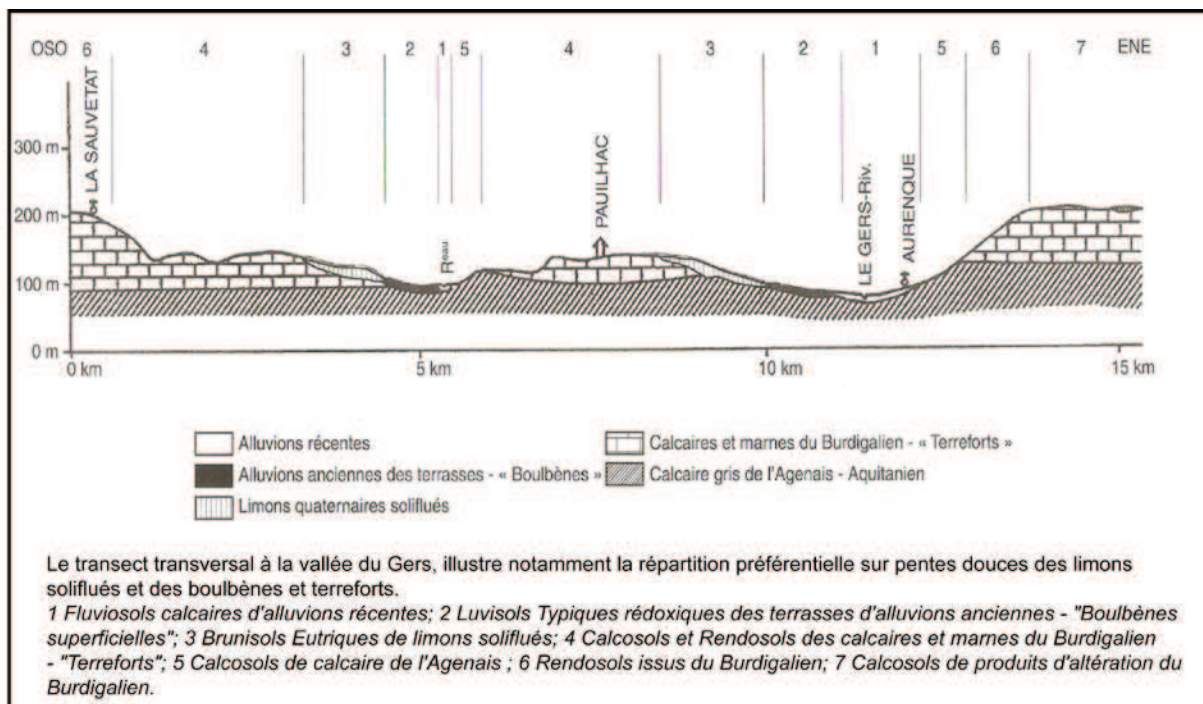 OSO 6 4 3 2 1 5 4 3 2 1 5 6 7 ENE
LA SAUVETAT
Reau
PAUILHAC
LE GERS-Riv.
AURENQUE
300 m
200 m
100 m
0 m
0 km 5 km 10 km 15 km
Alluvions récentes
Alluvions anciennes des terrasses - « Boulbènes »
Limons quaternaires soliflués
Calcaires et marnes du Burdigalien - « Terreforts »
Calcaire gris de l'Agenais - Aquitanien
Le transect transversal à la vallée du Gers, illustre notamment la répartition préférentielle sur pentes douces des limons
soliflués et des boulbènes et terreforts.
1 Fluviosols calcaires d'alluvions récentes; 2 Luvisols Typiques rédoxiques des terrasses d'alluvions anciennes - "Boulbènes
superficielles"; 3 Brunisols Eutriques de limons soliflués; 4 Calcosols et Rendosols des calcaires et marnes du Burdigalien
- "Terreforts"; 5 Calcosols de calcaire de l'Agenais ; 6 Rendosols issus du Burdigalien; 7 Calcosols de produits d'altération du
Burdigalien.